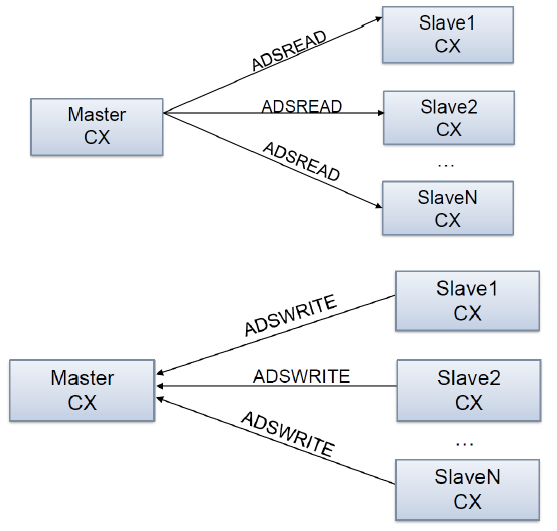 Slave1
CX
ADSREAD
Master
CX
ADSREAD
Slave2
CX
...
ADSREAD
SlaveN
CX
Slave1
CX
ADSWRITE
Master
CX
ADSWRITE
Slave2
CX
...
ADSWRITE
SlaveN
CX